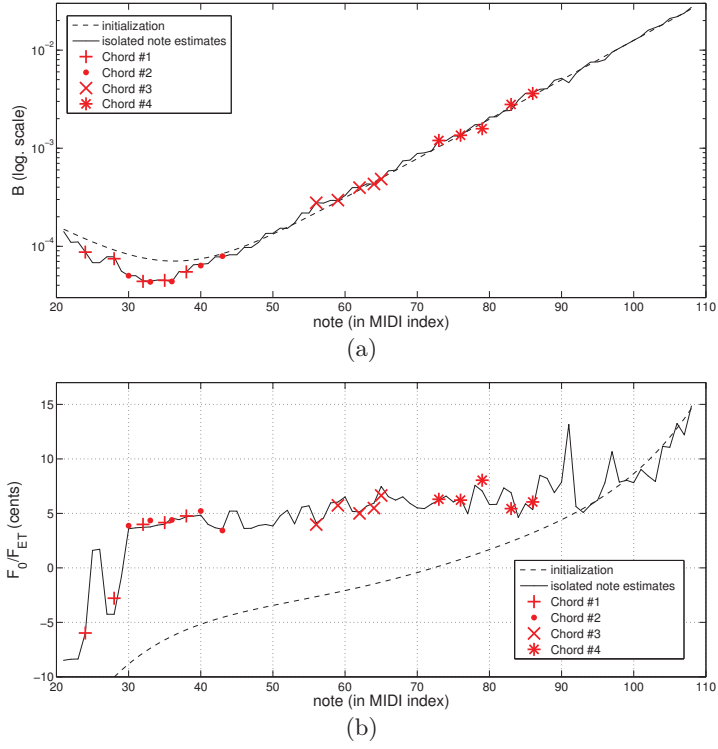 10⁻²
10⁻³
10⁻⁴
B (log. scale)
initialization
isolated note estimates
Chord #1
Chord #2
Chord #3
Chord #4
20 30 40 50 60 70 80 90 100 110
note (in MIDI index)
(a)
15
10
5
0
−5
−10
F₀/F_ET (cents)
initialization
isolated note estimates
Chord #1
Chord #2
Chord #3
Chord #4
20 30 40 50 60 70 80 90 100 110
note (in MIDI index)
(b)